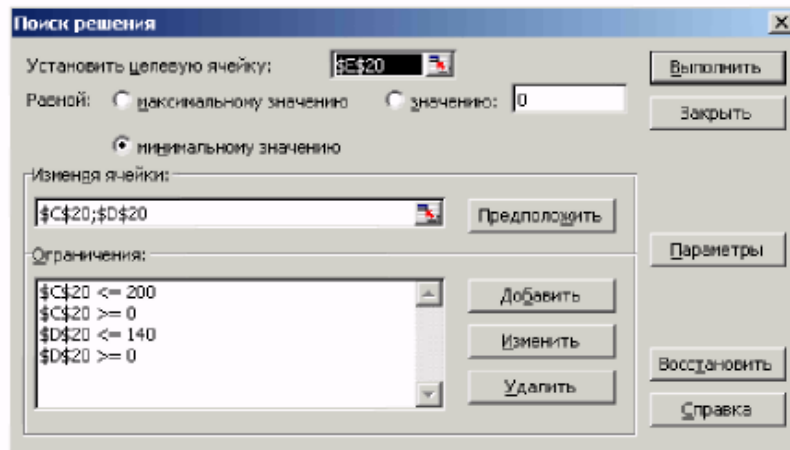 Поиск решения
Установить целевую ячейку: $E$20 Выполнить
Равной: максимальному значению значению: 0 Закрыть
минимальному значению
Изменяя ячейки:
$C$20;$D$20 Предположить
Ограничения: Параметры
$C$20 <= 200 Добавить
$C$20 >= 0
$D$20 <= 140 Изменить
$D$20 >= 0
Восстановить
Удалить
Справка